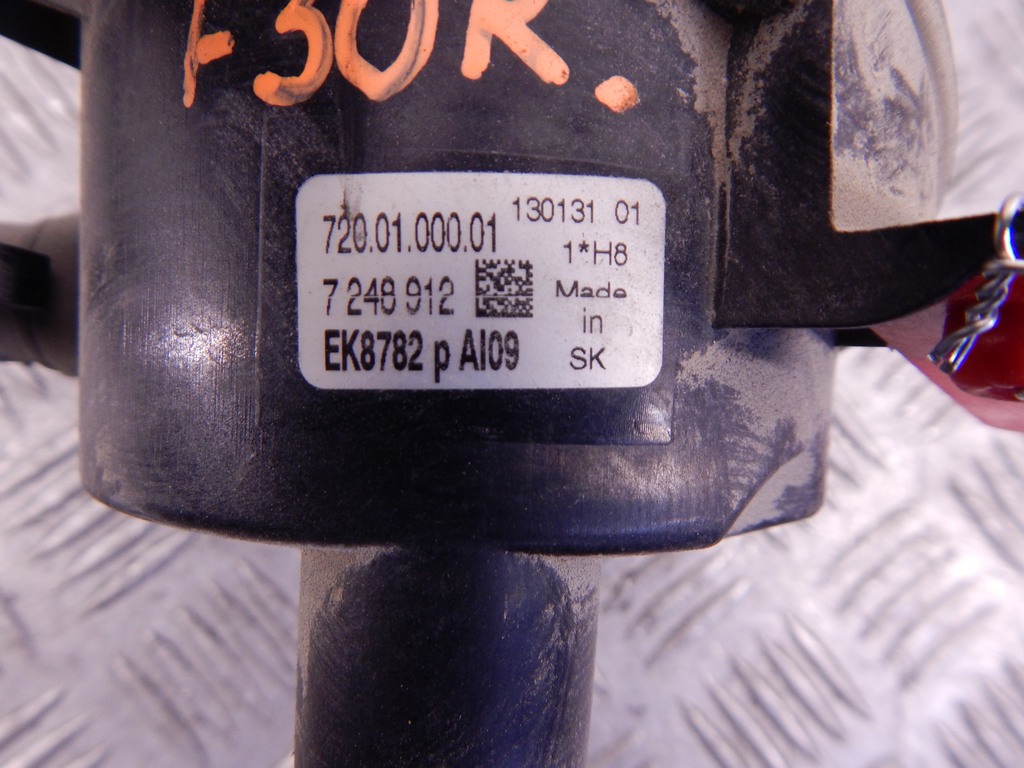 F30R.
720.01.000.01
130131 01
1*H8
7 248 912
Made
in
EK8782 p AI09
SK